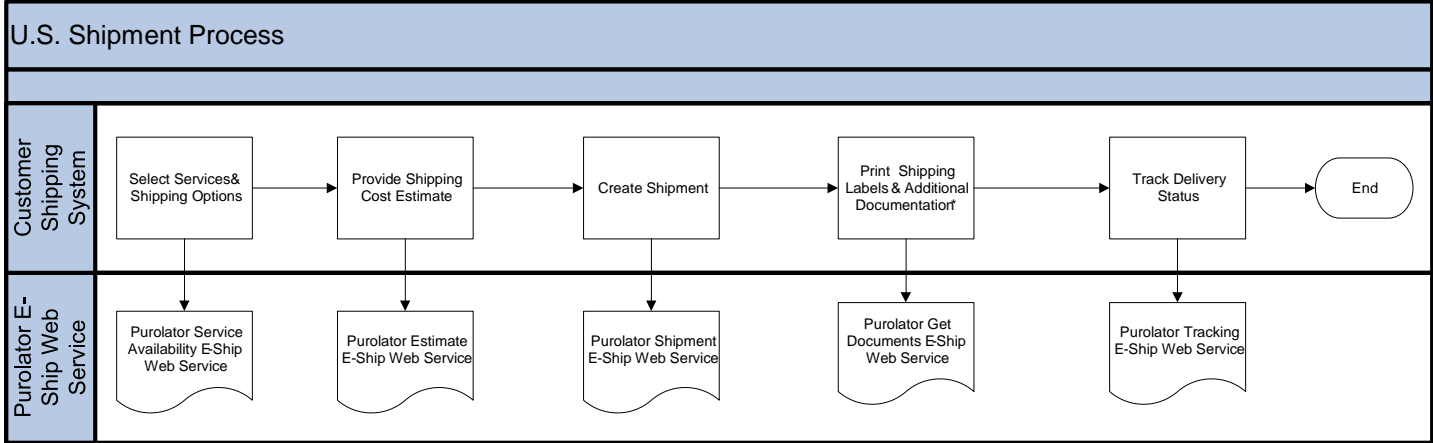 U.S. Shipment Process
Customer
Shipping
System
Select Services&
Shipping Options
Provide Shipping
Cost Estimate
Create Shipment
Print Shipping
Labels & Additional
Documentation*
Track Delivery
Status
End
Purolator E-
Ship Web
Service
Purolator Service
Availability E-Ship
Web Service
Purolator Estimate
E-Ship Web Service
Purolator Shipment
E-Ship Web Service
Purolator Get
Documents E-Ship
Web Service
Purolator Tracking
E-Ship Web Service